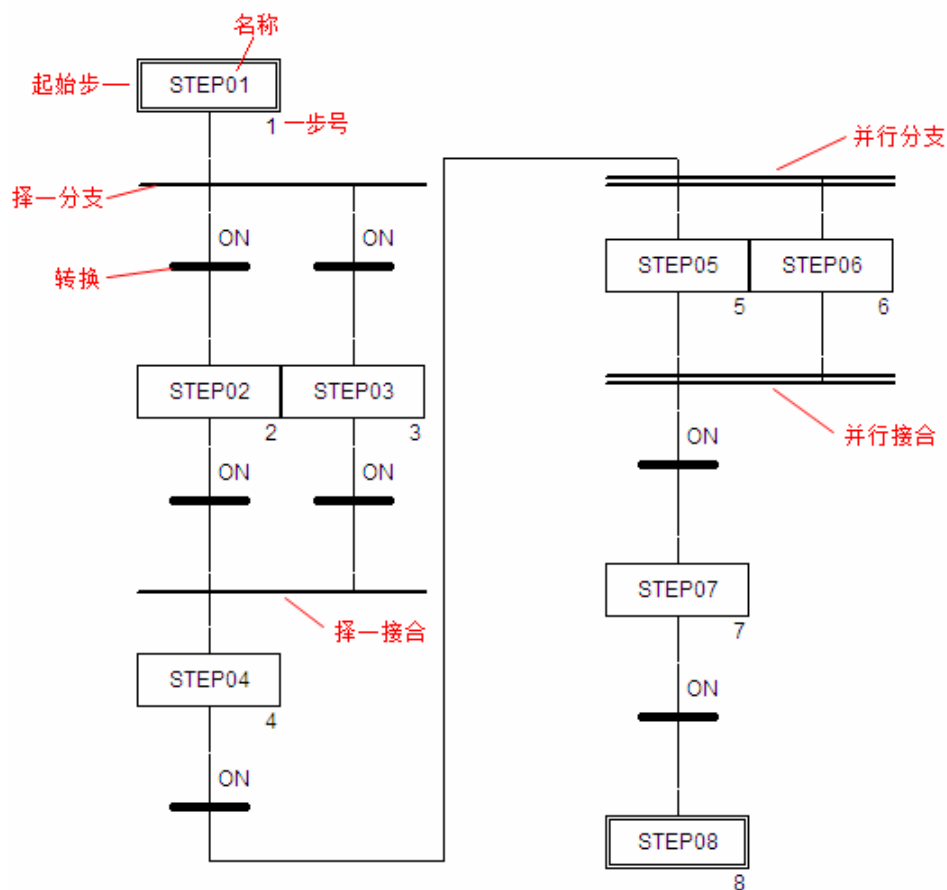 名称
起始步
STEP01
1
步号
择一分支
ON
ON
转换
STEP02
STEP03
2
3
ON
ON
择一接合
STEP04
4
ON
并行分支
STEP05
STEP06
5
6
并行接合
ON
STEP07
7
ON
STEP08
8